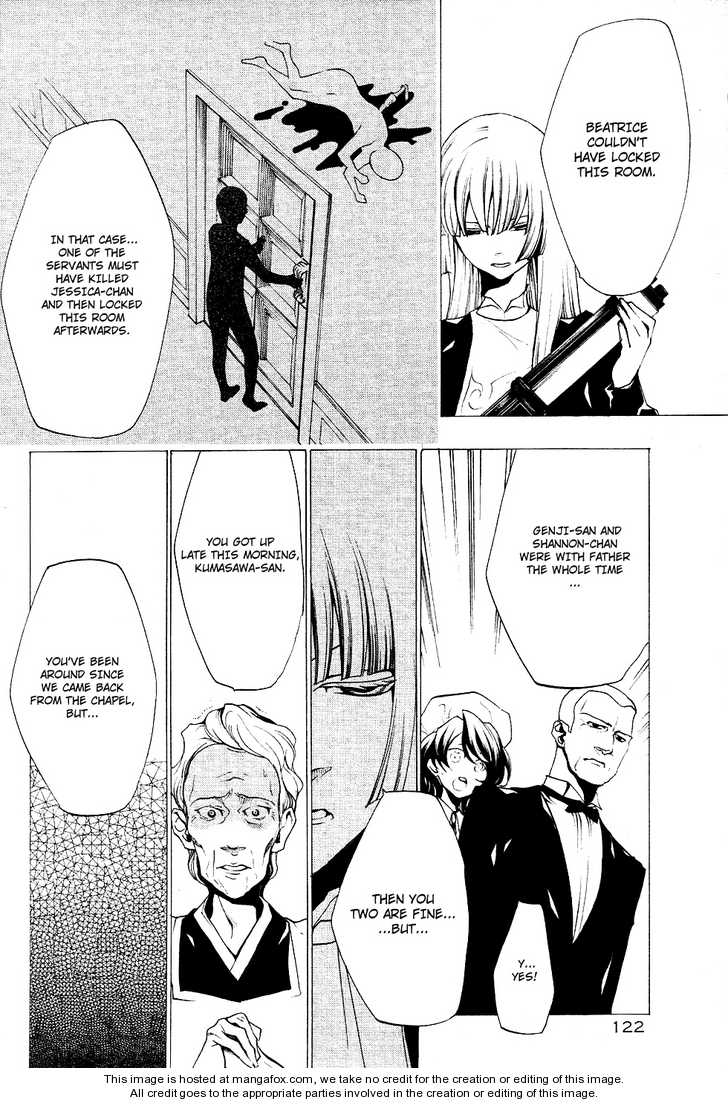 BEATRICE
COULDN'T
HAVE LOCKED
THIS ROOM.
IN THAT CASE...
ONE OF THE
SERVANTS MUST
HAVE KILLED
JESSICA-CHAN
AND THEN LOCKED
THIS ROOM
AFTERWARDS.
GENJI-SAN AND
SHANNON-CHAN
WERE WITH FATHER
THE WHOLE TIME
...
Y...
YES!
THEN YOU
TWO ARE FINE...
...BUT...
YOU GOT UP
LATE THIS MORNING,
KUMASAWA-SAN.
YOU'VE BEEN
AROUND SINCE
WE CAME BACK
FROM THE CHAPEL,
BUT...
122
This image is hosted at mangafox.com, we take no credit for the creation or editing of this image.
All credit goes to the appropriate parties involved in the creation or editing of this image.